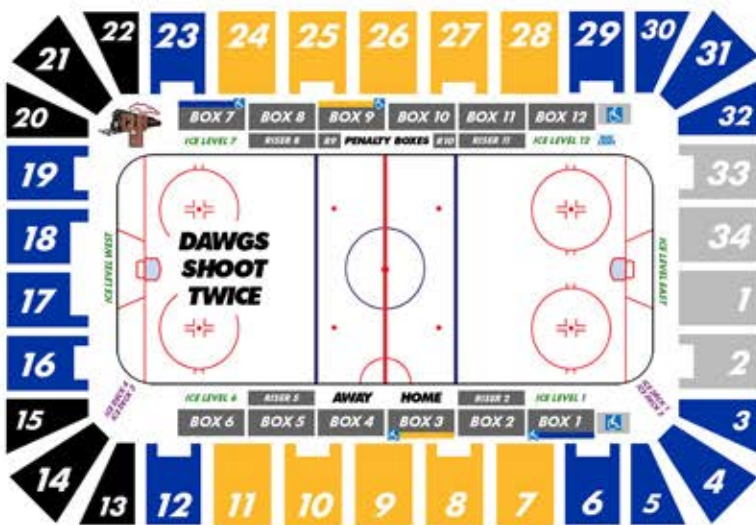 21 22 23 24 25 26 27 28 29 30 31
BOX 7 BOX 8 BOX 9 BOX 10 BOX 11 BOX 12
ICE LEVEL 7 RISER 8 R9 PENALTY BOXES R10 RISER 11 ICE LEVEL 12
20 32
19 33
18 34
17 1
16 2
15 3
ICE LEVEL WEST
DAWGS
SHOOT
TWICE
ICE LEVEL EAST
ICE LEVEL 6 RISER 5 AWAY HOME RISER 2 ICE LEVEL 1
BOX 6 BOX 5 BOX 4 BOX 3 BOX 2 BOX 1
14 13 12 11 10 9 8 7 6 5 4